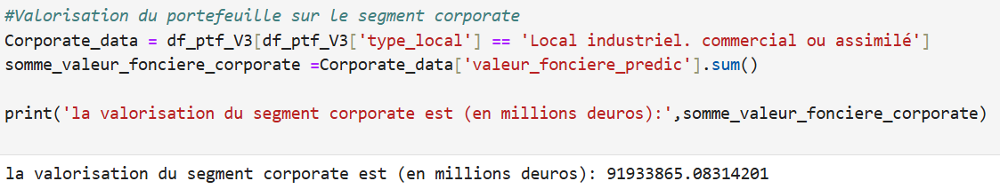 #Valorisation du portefeuille sur le segment corporate
Corporate_data = df_ptf_V3[df_ptf_V3['type_local'] == 'Local industriel. commercial ou assimilé']
somme_valeur_fonciere_corporate =Corporate_data['valeur_fonciere_predic'].sum()
print('la valorisation du segment corporate est (en millions deuros):',somme_valeur_fonciere_corporate)
la valorisation du segment corporate est (en millions deuros): 91933865.08314201